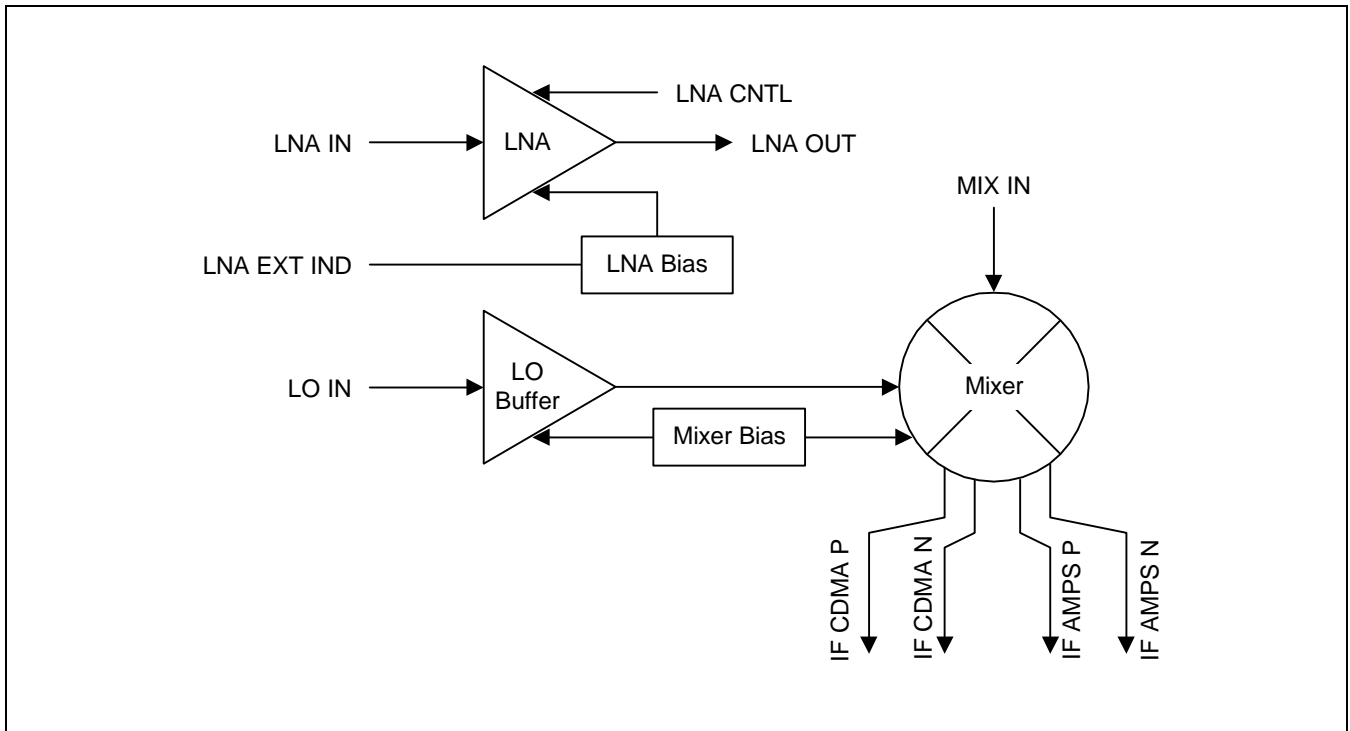 LNA CNTL
LNA IN
LNA
LNA OUT
MIX IN
LNA EXT IND
LNA Bias
LO IN
LO
Buffer
Mixer
Mixer Bias
IF CDMA P
IF CDMA N
IF AMPS P
IF AMPS N